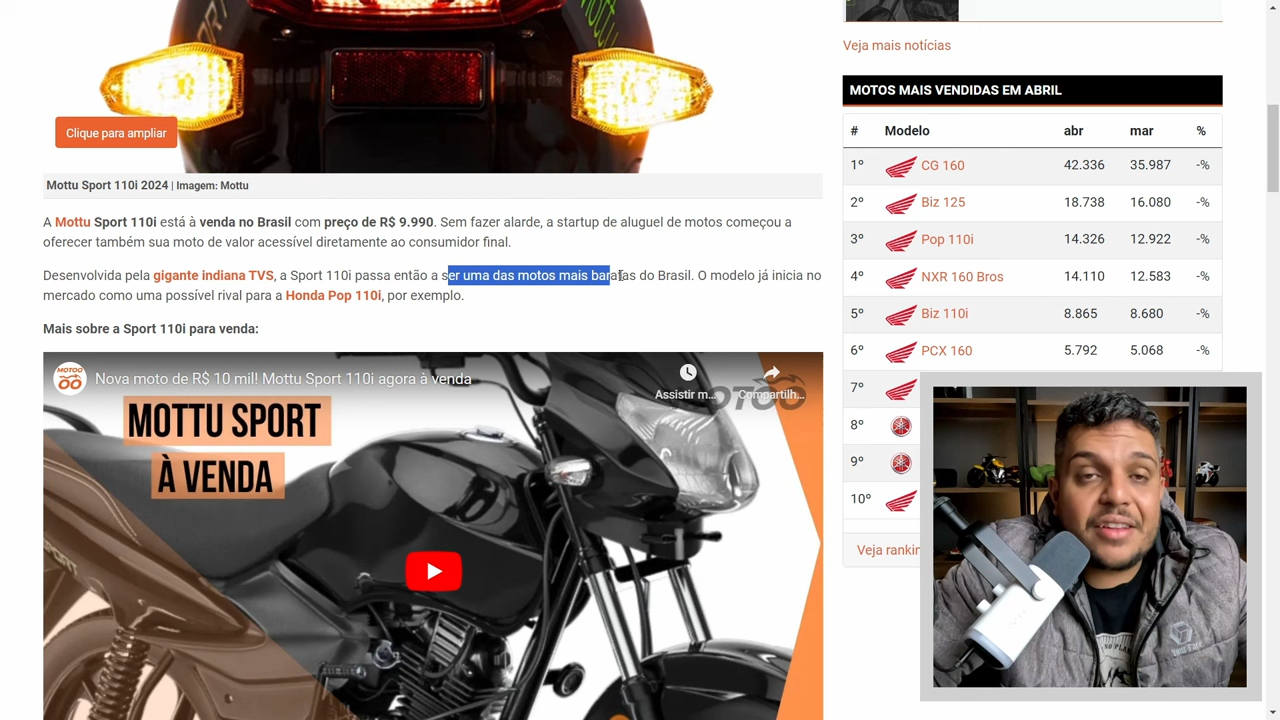 Clique para ampliar
Mottu Sport 110i 2024 | Imagem: Mottu
A Mottu Sport 110i está à venda no Brasil com preço de R$ 9.990. Sem fazer alarde, a startup de aluguel de motos começou a
oferecer também sua moto de valor acessível diretamente ao consumidor final.
Desenvolvida pela gigante indiana TVS, a Sport 110i passa então a ser uma das motos mais baratas do Brasil. O modelo já inicia no
mercado como uma possível rival para a Honda Pop 110i, por exemplo.
Mais sobre a Sport 110i para venda:
MOTOO
Nova moto de R$ 10 mil! Mottu Sport 110i agora à venda
Assistir m...
Compartilh...
MOTTU SPORT
À VENDA
Veja mais notícias
MOTOS MAIS VENDIDAS EM ABRIL
# Modelo abr mar %
1º CG 160 42.336 35.987 -%
2º Biz 125 18.738 16.080 -%
3º Pop 110i 14.326 12.922 -%
4º NXR 160 Bros 14.110 12.583 -%
5º Biz 110i 8.865 8.680 -%
6º PCX 160 5.792 5.068 -%
7º
8º
9º
10º
Veja rankin